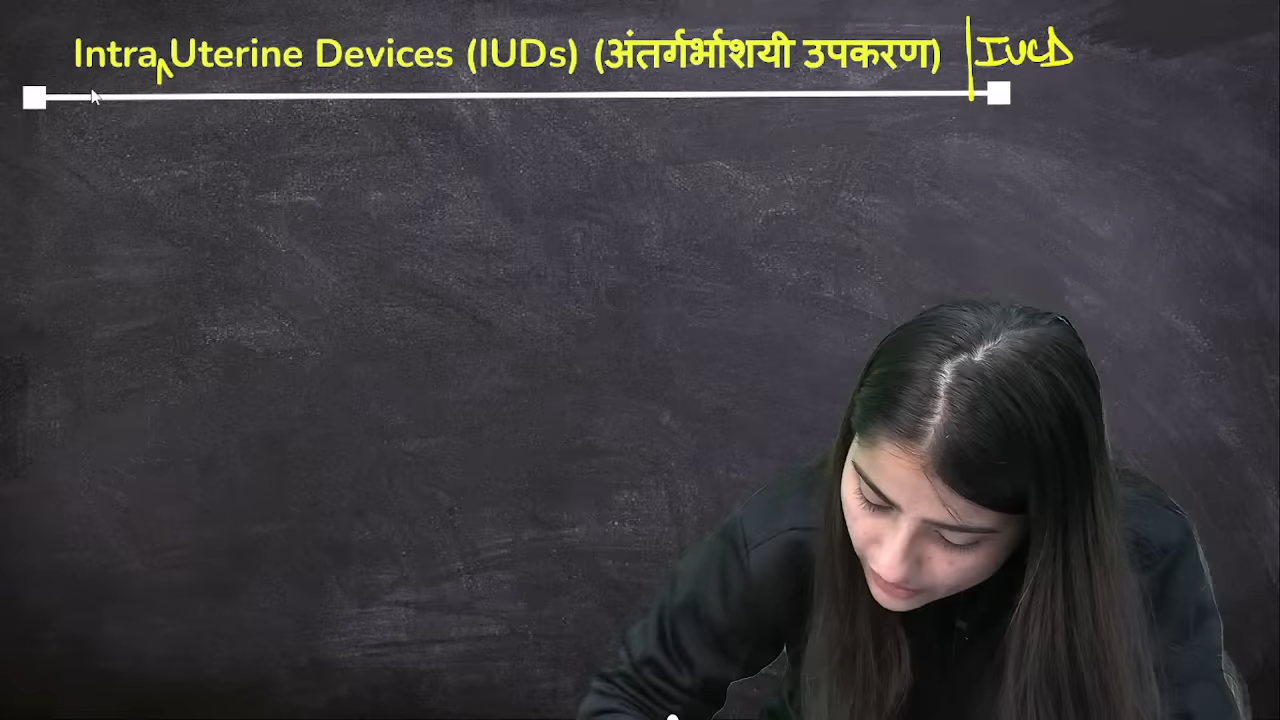 Intra Uterine Devices (IUDs) (अंतर्गर्भाशयी उपकरण) | IUCD